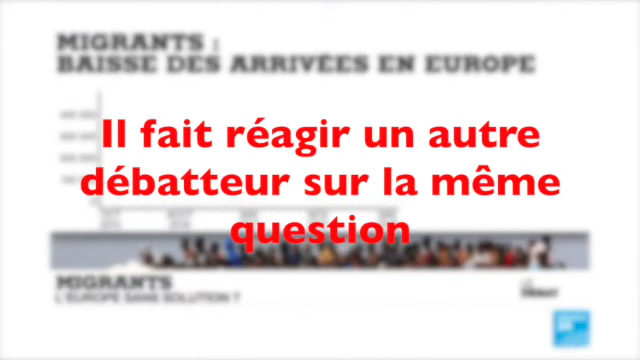 MIGRANTS :
BAISSE DES ARRIVÉES EN EUROPE
Il fait réagir un autre
débatteur sur la même
question
MIGRANTS
L'EUROPE SANS SOLUTION ?